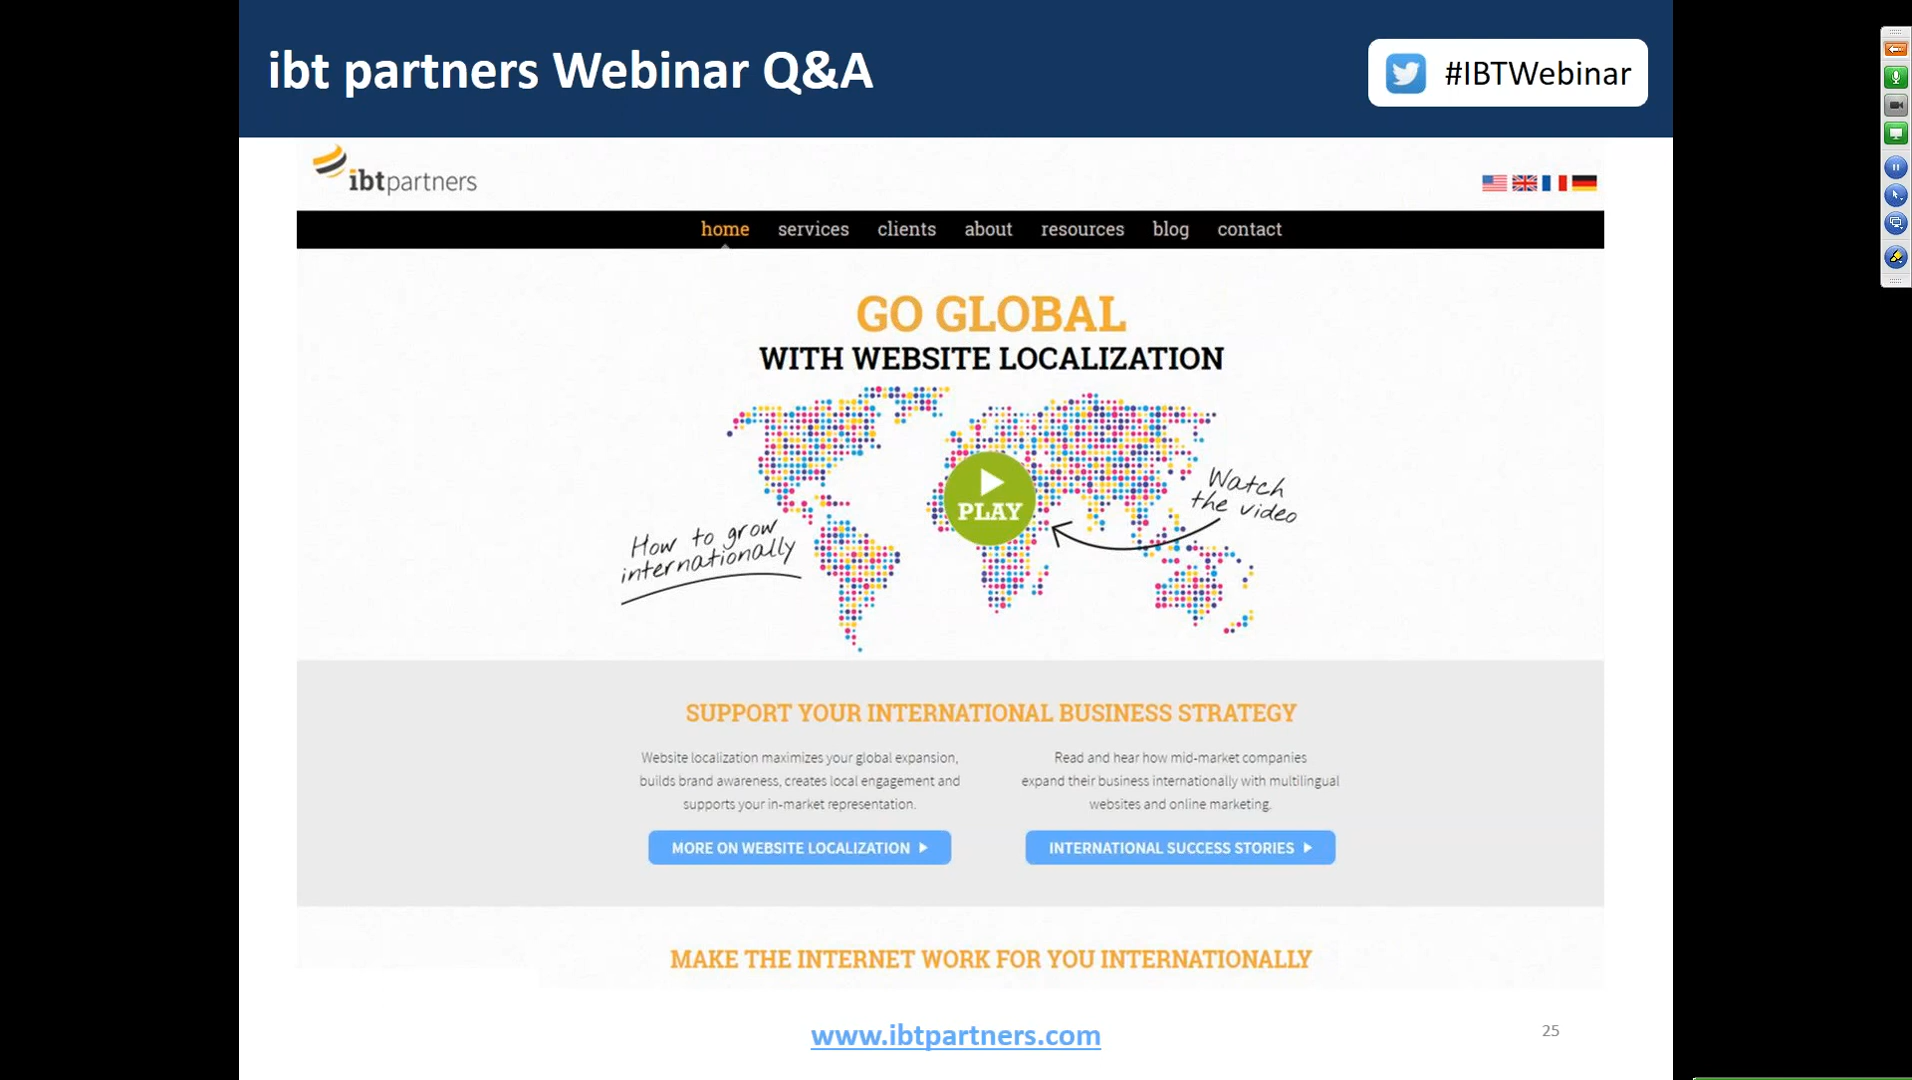 ibt partners Webinar Q&A
#IBTWebinar
ibtpartners
home services clients about resources blog contact
GO GLOBAL
WITH WEBSITE LOCALIZATION
Watch
the video
PLAY
How to grow
internationally
SUPPORT YOUR INTERNATIONAL BUSINESS STRATEGY
Website localization maximizes your global expansion,
builds brand awareness, creates local engagement and
supports your in-market representation.
MORE ON WEBSITE LOCALIZATION
Read and hear how mid-market companies
expand their business internationally with multilingual
websites and online marketing.
INTERNATIONAL SUCCESS STORIES
MAKE THE INTERNET WORK FOR YOU INTERNATIONALLY
www.ibtpartners.com
25